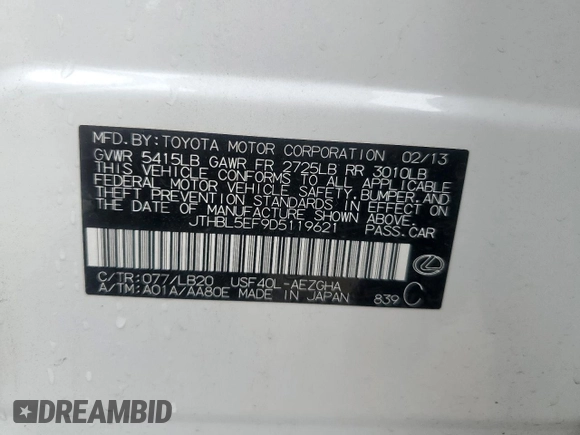 MFD.BY:TOYOTA MOTOR CORPORATION 02/13
GVWR 5415LB GAWR FR 2725LB RR 3010LB
THIS VEHICLE CONFORMS TO ALL APPLICABLE
FEDERAL MOTOR VEHICLE SAFETY,BUMPER,AND
THEFT PREVENTION STANDARDS IN EFFECT ON
THE DATE OF MANUFACTURE SHOWN ABOVE.
JTHBL5EF9D5119621 PASS.CAR
C/TR:077/LB20 USF40L-AEZGHA
A/TM:A01A/AA80E MADE IN JAPAN 839 C
DREAMBID